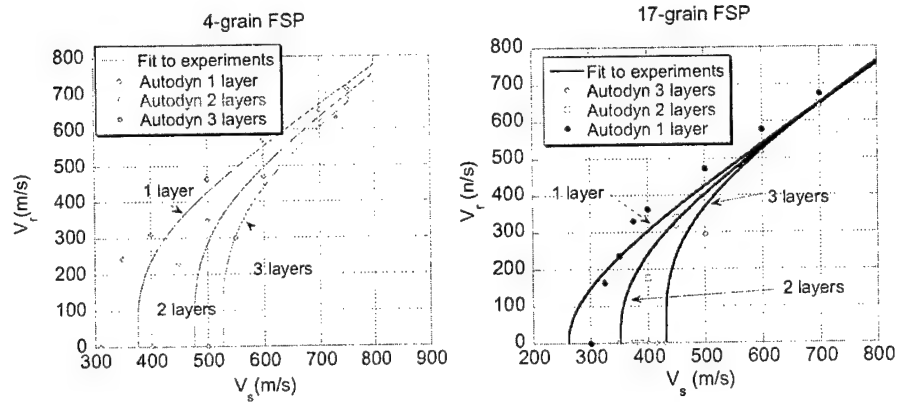 4-grain FSP
800
700
600
500
400
300
200
100
0
V_r(m/s)
Fit to experiments
Autodyn 1 layer
Autodyn 2 layers
Autodyn 3 layers
1 layer
2 layers
3 layers
300 400 500 600 700 800 900
V_s(m/s)
17-grain FSP
800
700
600
500
400
300
200
100
0
V_r (n/s)
Fit to experiments
Autodyn 3 layers
Autodyn 2 layers
Autodyn 1 layer
1 layer
3 layers
2 layers
200 300 400 500 600 700 800
V_s (m/s)